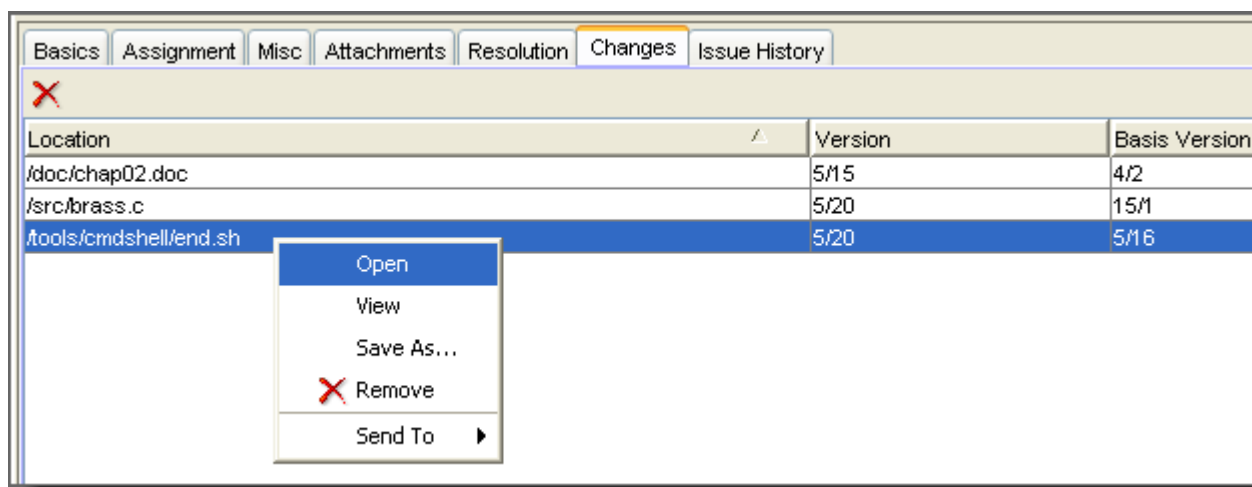 Basics Assignment Misc Attachments Resolution Changes Issue History
Location Version Basis Version
/doc/chap02.doc 5/15 4/2
/src/brass.c 5/20 15/1
/tools/cmdshell/end.sh 5/20 5/16
Open
View
Save As...
Remove
Send To